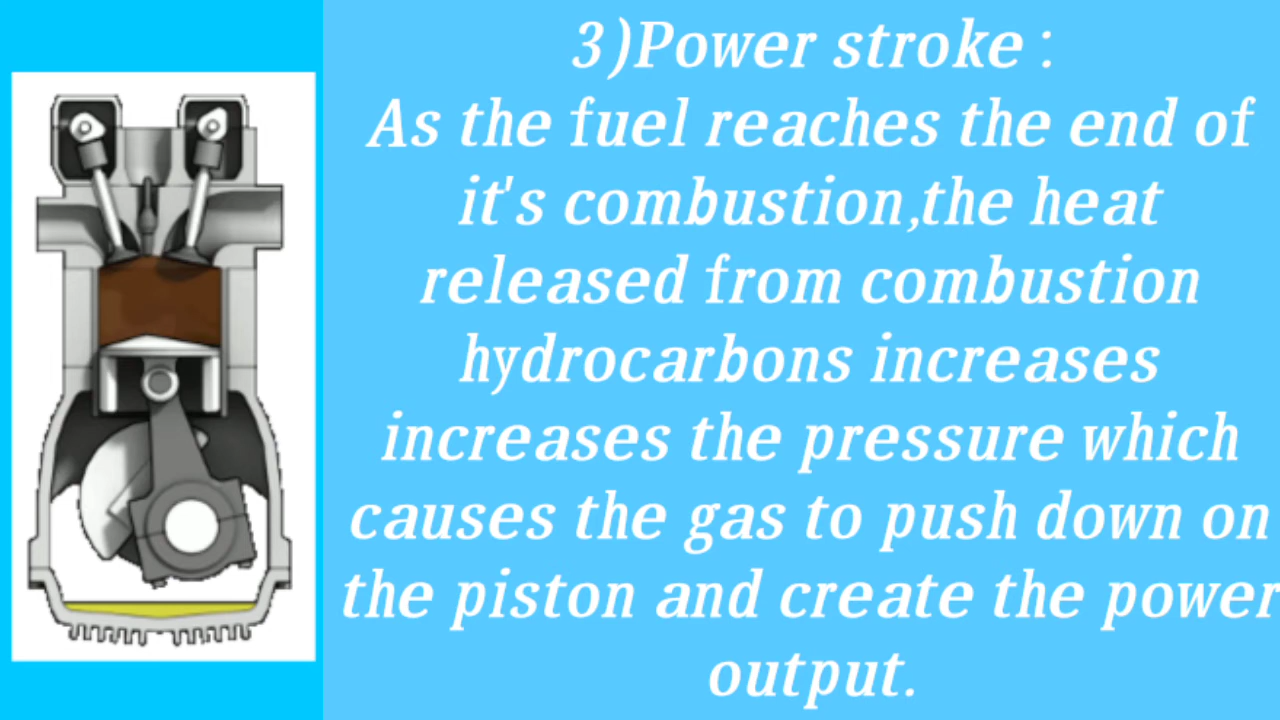 3)Power stroke :
As the fuel reaches the end of
it's combustion,the heat
released from combustion
hydrocarbons increases
increases the pressure which
causes the gas to push down on
the piston and create the power
output.